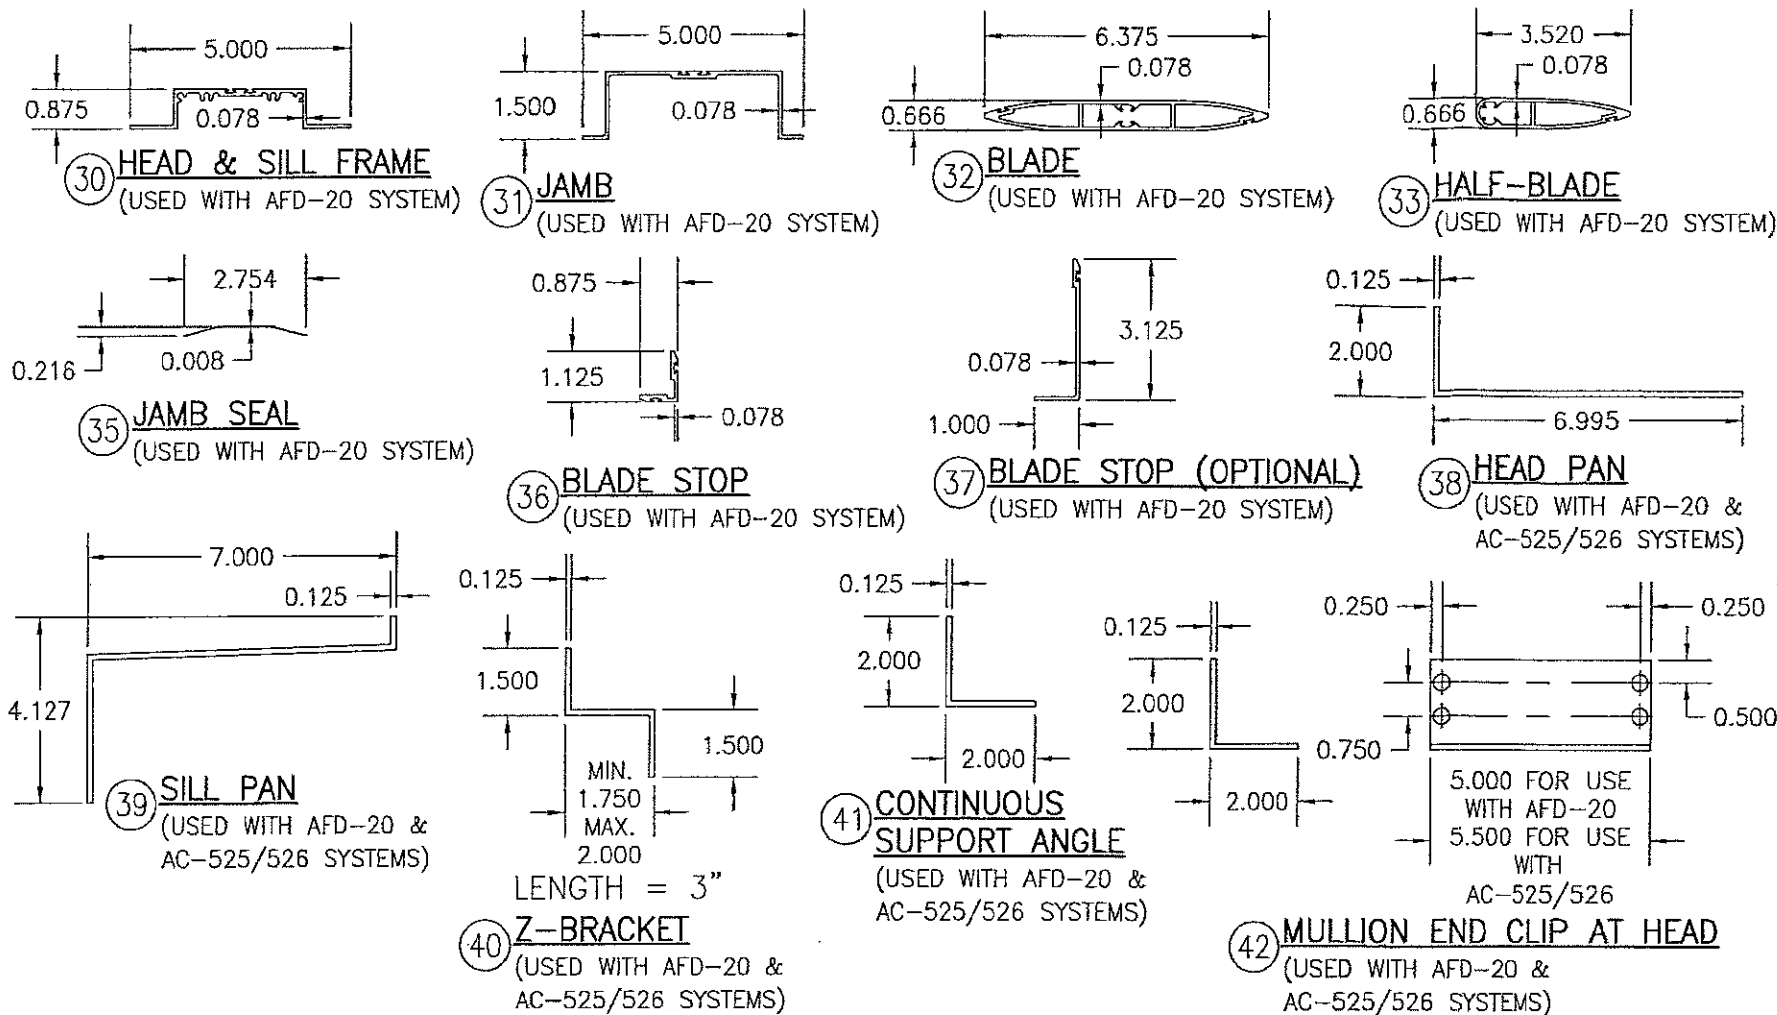 5.000
0.875
0.078
30 HEAD & SILL FRAME
(USED WITH AFD-20 SYSTEM)
5.000
1.500
0.078
31 JAMB
(USED WITH AFD-20 SYSTEM)
6.375
0.078
0.666
32 BLADE
(USED WITH AFD-20 SYSTEM)
3.520
0.078
0.666
33 HALF-BLADE
(USED WITH AFD-20 SYSTEM)
2.754
0.216
0.008
35 JAMB SEAL
(USED WITH AFD-20 SYSTEM)
0.875
1.125
0.078
36 BLADE STOP
(USED WITH AFD-20 SYSTEM)
3.125
0.078
1.000
37 BLADE STOP (OPTIONAL)
(USED WITH AFD-20 SYSTEM)
0.125
2.000
6.995
38 HEAD PAN
(USED WITH AFD-20 &
AC-525/526 SYSTEMS)
7.000
0.125
4.127
39 SILL PAN
(USED WITH AFD-20 &
AC-525/526 SYSTEMS)
0.125
1.500
1.500
MIN.
1.750
MAX.
2.000
LENGTH = 3"
40 Z-BRACKET
(USED WITH AFD-20 &
AC-525/526 SYSTEMS)
0.125
2.000
2.000
41 CONTINUOUS
SUPPORT ANGLE
(USED WITH AFD-20 &
AC-525/526 SYSTEMS)
0.125
2.000
2.000
0.250
0.250
0.500
0.750
5.000 FOR USE
WITH AFD-20
5.500 FOR USE
WITH
AC-525/526
42 MULLION END CLIP AT HEAD
(USED WITH AFD-20 &
AC-525/526 SYSTEMS)